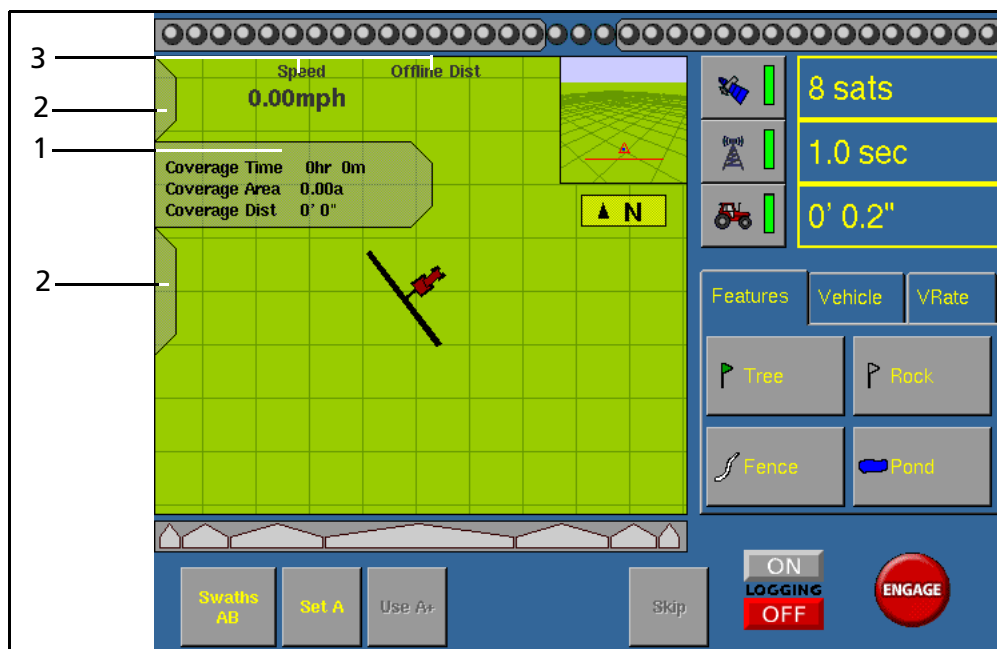 3
Speed Offline Dist
0.00mph
2
1
Coverage Time 0hr 0m
Coverage Area 0.00a
Coverage Dist 0' 0"
2
N
8 sats
1.0 sec
0' 0.2"
Features Vehicle VRate
Tree Rock
Fence Pond
Swaths
AB
Set A
Use A+
Skip
ON
LOGGING
OFF
ENGAGE